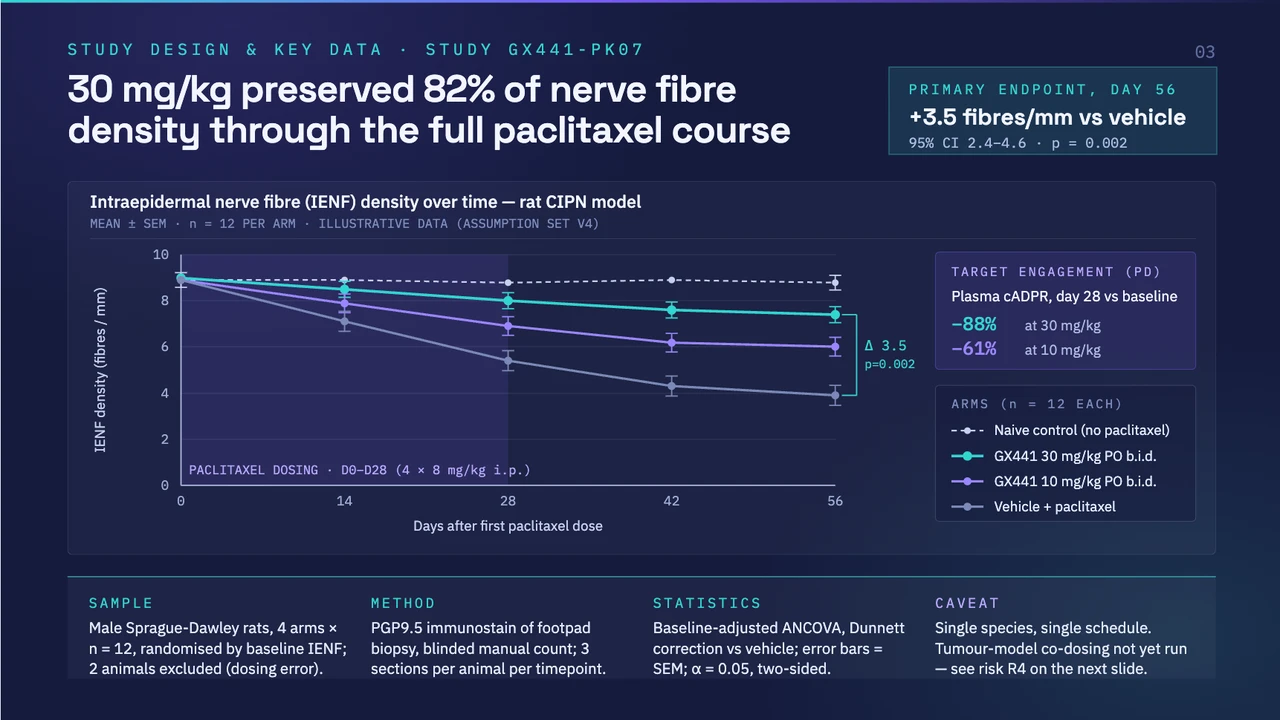 STUDY DESIGN & KEY DATA · STUDY GX441-PK07
03
30 mg/kg preserved 82% of nerve fibre
density through the full paclitaxel course
PRIMARY ENDPOINT, DAY 56
+3.5 fibres/mm vs vehicle
95% CI 2.4–4.6 · p = 0.002
Intraepidermal nerve fibre (IENF) density over time — rat CIPN model
MEAN ± SEM · n = 12 PER ARM · ILLUSTRATIVE DATA (ASSUMPTION SET V4)
IENF density (fibres / mm)
10
8
6
4
2
0
PACLITAXEL DOSING · D0–D28 (4 × 8 mg/kg i.p.)
0
14
28
42
56
Days after first paclitaxel dose
Δ 3.5
p=0.002
TARGET ENGAGEMENT (PD)
Plasma cADPR, day 28 vs baseline
−88% at 30 mg/kg
−61% at 10 mg/kg
ARMS (n = 12 EACH)
Naive control (no paclitaxel)
GX441 30 mg/kg PO b.i.d.
GX441 10 mg/kg PO b.i.d.
Vehicle + paclitaxel
SAMPLE
Male Sprague-Dawley rats, 4 arms ×
n = 12, randomised by baseline IENF;
2 animals excluded (dosing error).
METHOD
PGP9.5 immunostain of footpad
biopsy, blinded manual count; 3
sections per animal per timepoint.
STATISTICS
Baseline-adjusted ANCOVA, Dunnett
correction vs vehicle; error bars =
SEM; α = 0.05, two-sided.
CAVEAT
Single species, single schedule.
Tumour-model co-dosing not yet run
— see risk R4 on the next slide.